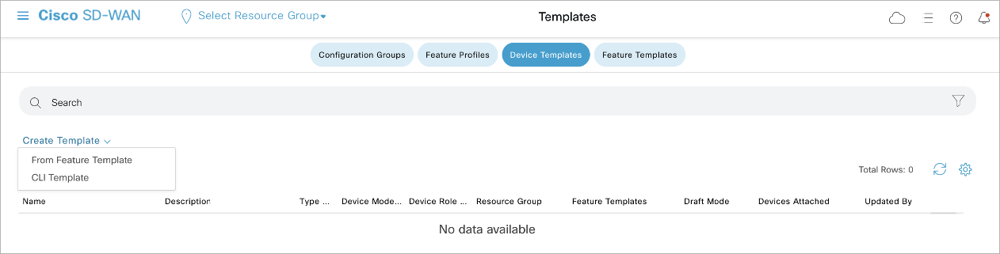 Cisco SD-WAN Select Resource Group Templates
Configuration Groups Feature Profiles Device Templates Feature Templates
Search
Create Template
From Feature Template
CLI Template
Total Rows: 0
Name Description Type ... Device Mode... Device Role ... Resource Group Feature Templates Draft Mode Devices Attached Updated By
No data available